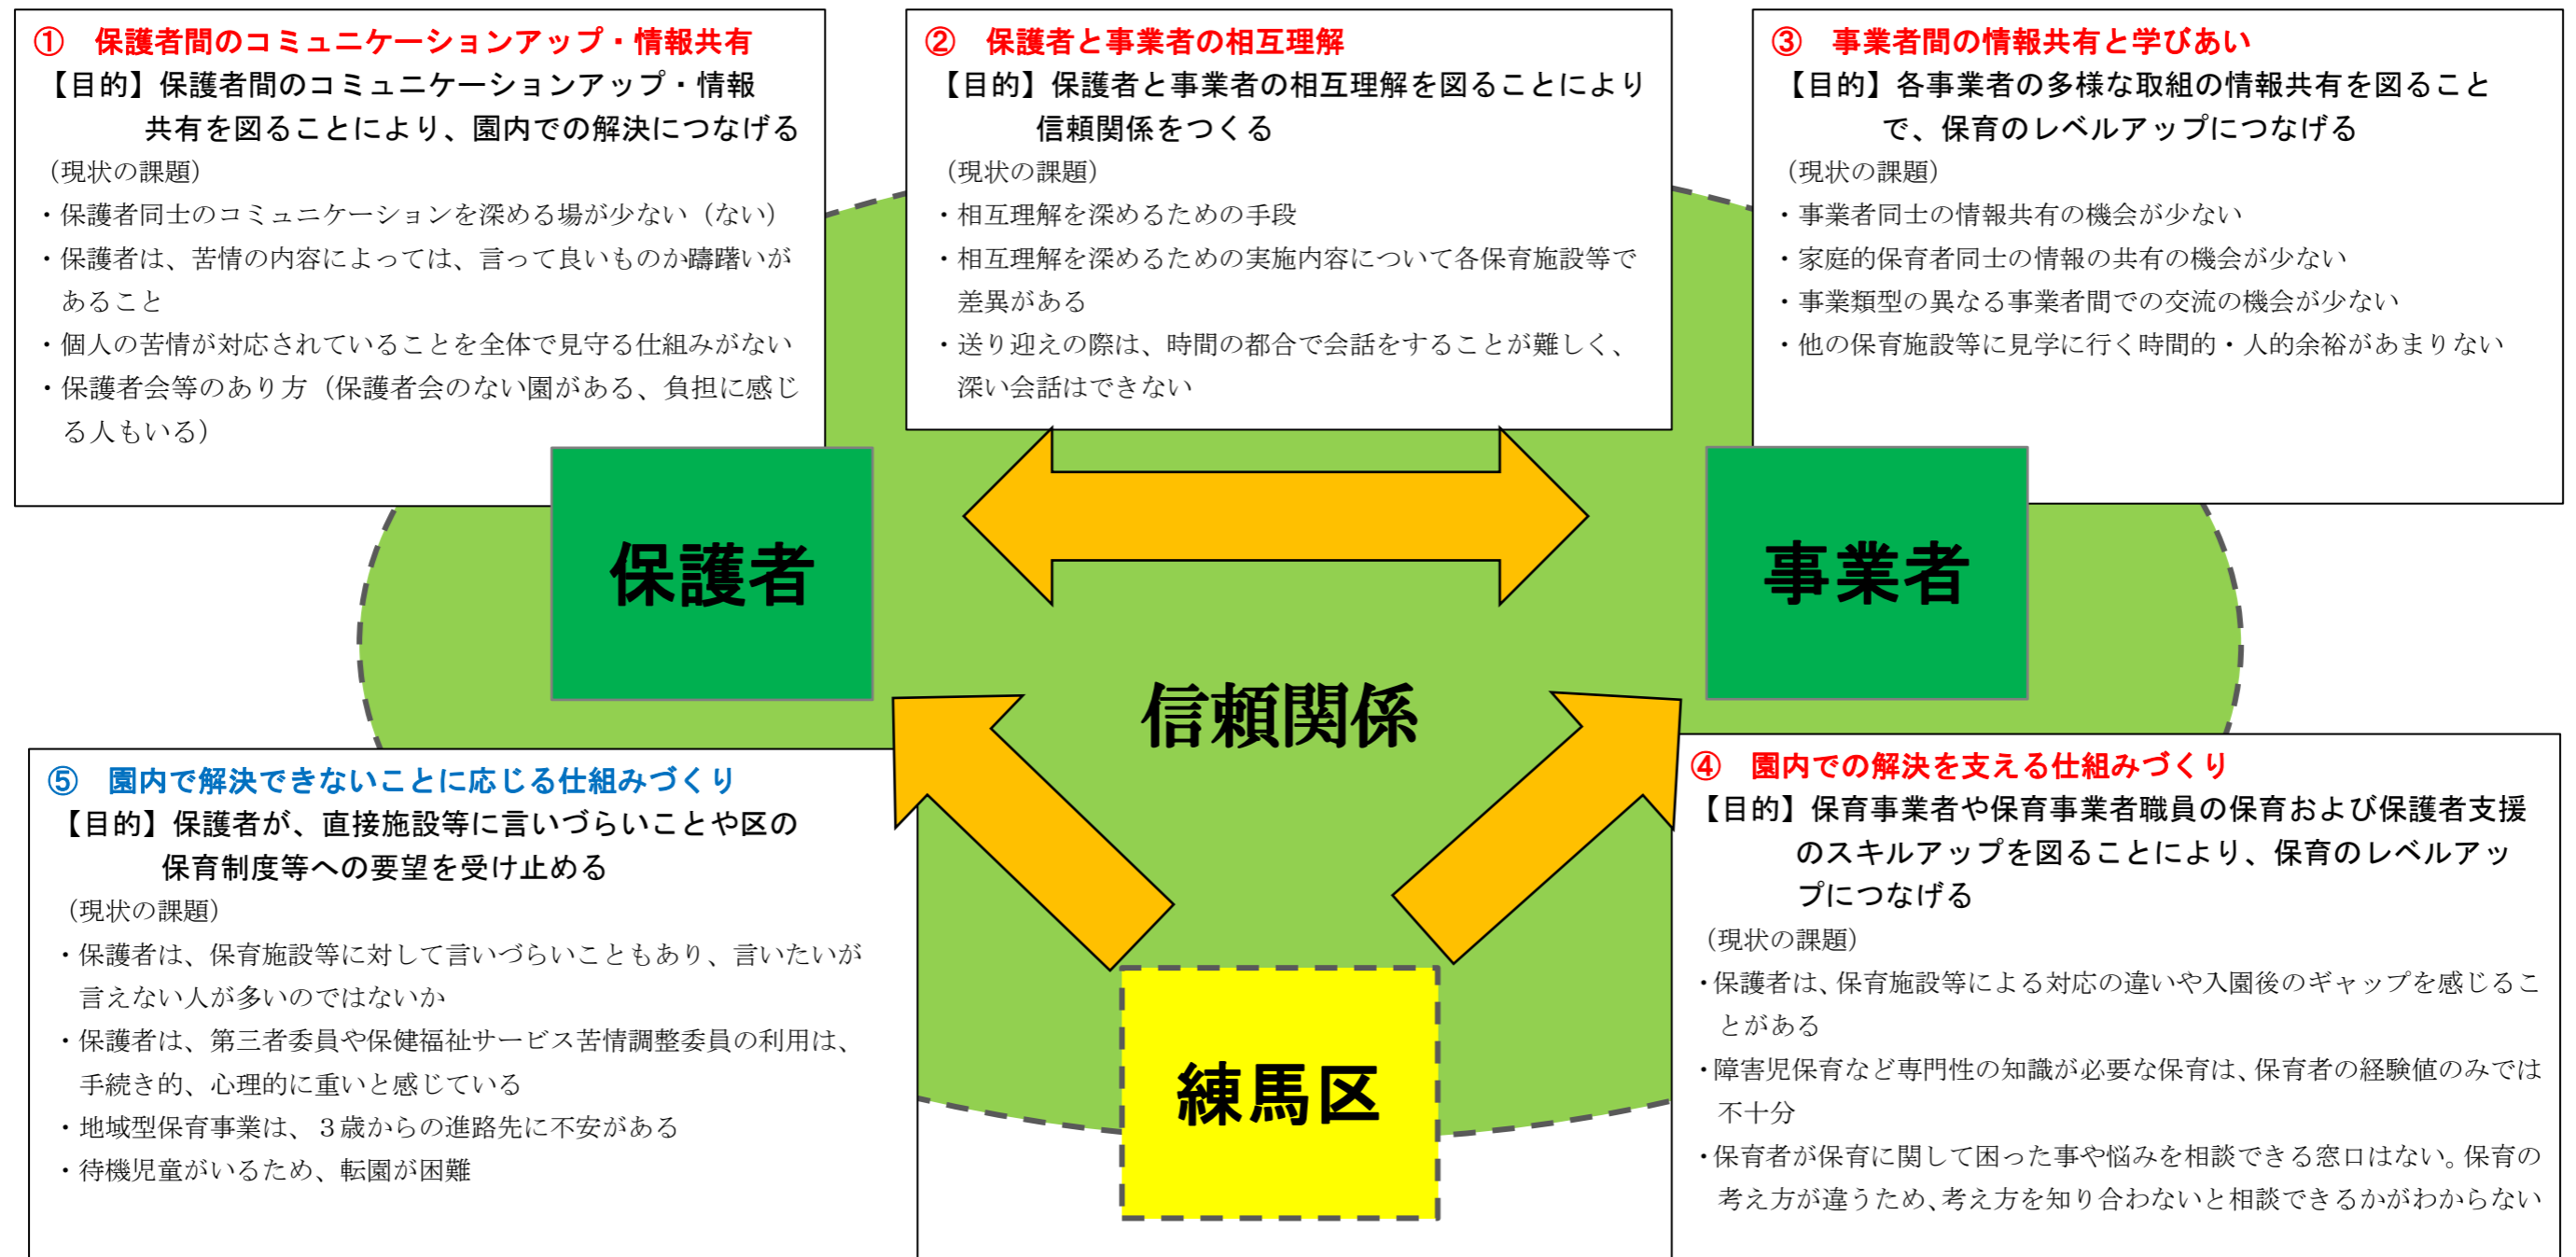 ① 保護者間のコミュニケーションアップ・情報共有
【目的】保護者間のコミュニケーションアップ・情報
共有を図ることにより、園内での解決につなげる
（現状の課題）
・保護者同士のコミュニケーションを深める場が少ない（ない）
・保護者は、苦情の内容によっては、言って良いものか躊躇いが
あること
・個人の苦情が対応されていることを全体で見守る仕組みがない
・保護者会等のあり方（保護者会のない園がある、負担に感じ
る人もいる）
② 保護者と事業者の相互理解
【目的】保護者と事業者の相互理解を図ることにより
信頼関係をつくる
（現状の課題）
・相互理解を深めるための手段
・相互理解を深めるための実施内容について各保育施設等で
差異がある
・送り迎えの際は、時間の都合で会話をすることが難しく、
深い会話はできない
③ 事業者間の情報共有と学びあい
【目的】各事業者の多様な取組の情報共有を図ること
で、保育のレベルアップにつなげる
（現状の課題）
・事業者同士の情報共有の機会が少ない
・家庭的保育者同士の情報の共有の機会が少ない
・事業類型の異なる事業者間での交流の機会が少ない
・他の保育施設等に見学に行く時間的・人的余裕があまりない
保護者
事業者
信頼関係
⑤ 園内で解決できないことに応じる仕組みづくり
【目的】保護者が、直接施設等に言いづらいことや区の
保育制度等への要望を受け止める
（現状の課題）
・保護者は、保育施設等に対して言いづらいこともあり、言いたいが
言えない人が多いのではないか
・保護者は、第三者委員や保健福祉サービス苦情調整委員の利用は、
手続き的、心理的に重いと感じている
・地域型保育事業は、３歳からの進路先に不安がある
・待機児童がいるため、転園が困難
練馬区
④ 園内での解決を支える仕組みづくり
【目的】保育事業者や保育事業者職員の保育および保護者支援
のスキルアップを図ることにより、保育のレベルアッ
プにつなげる
（現状の課題）
・保護者は、保育施設等による対応の違いや入園後のギャップを感じるこ
とがある
・障害児保育など専門性の知識が必要な保育は、保育者の経験値のみでは
不十分
・保育者が保育に関して困った事や悩みを相談できる窓口はない。保育の
考え方が違うため、考え方を知り合わないと相談できるかがわからない